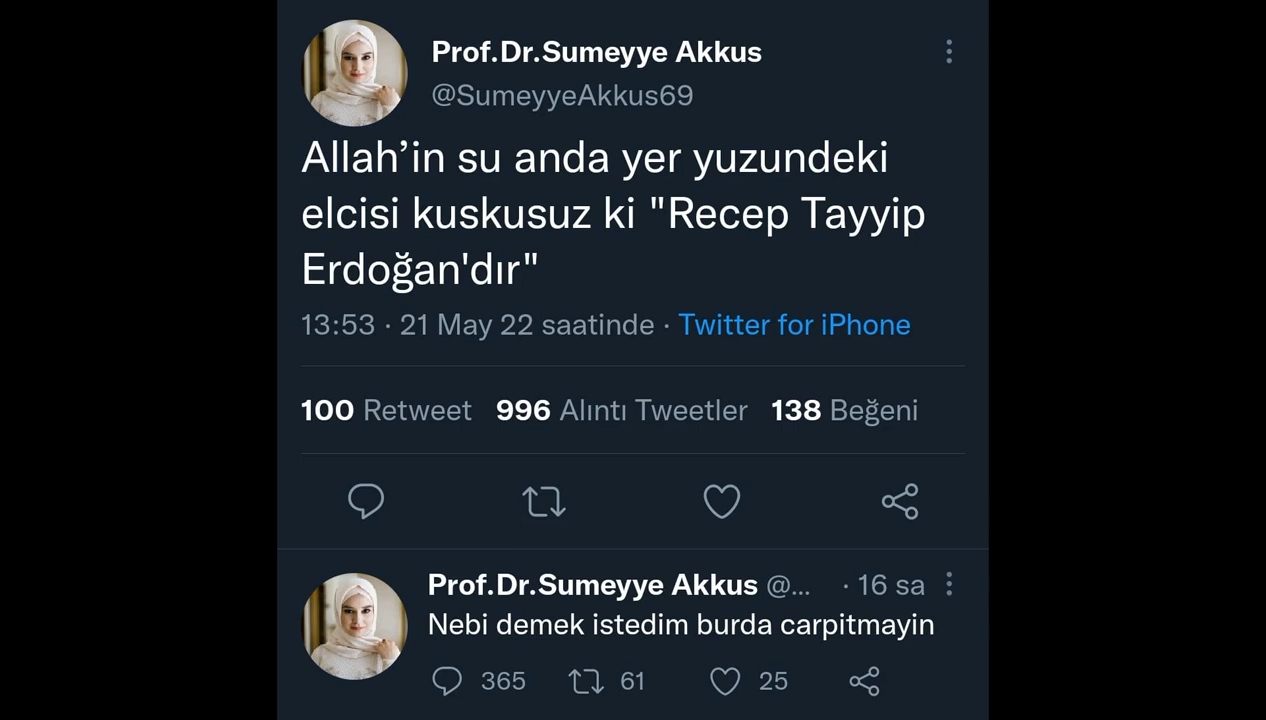 Prof.Dr.Sumeyye Akkus
@SumeyyeAkkus69
Allah’in su anda yer yuzundeki
elcisi kuskusuz ki "Recep Tayyip
Erdoğan'dır"
13:53 · 21 May 22 saatinde · Twitter for iPhone
100 Retweet 996 Alıntı Tweetler 138 Beğeni
Prof.Dr.Sumeyye Akkus @... · 16 sa
Nebi demek istedim burda carpitmayin
365 61 25